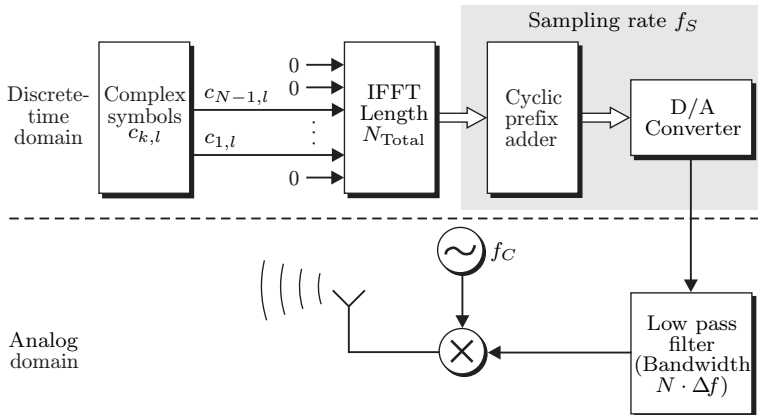 Sampling rate f_S
Discrete-
time
domain
Complex
symbols
c_{k,l}
c_{N−1,l}
c_{1,l}
0
0
⋮
0
IFFT
Length
N_Total
Cyclic
prefix
adder
D/A
Converter
f_C
Analog
domain
Low pass
filter
(Bandwidth
N · Δf)